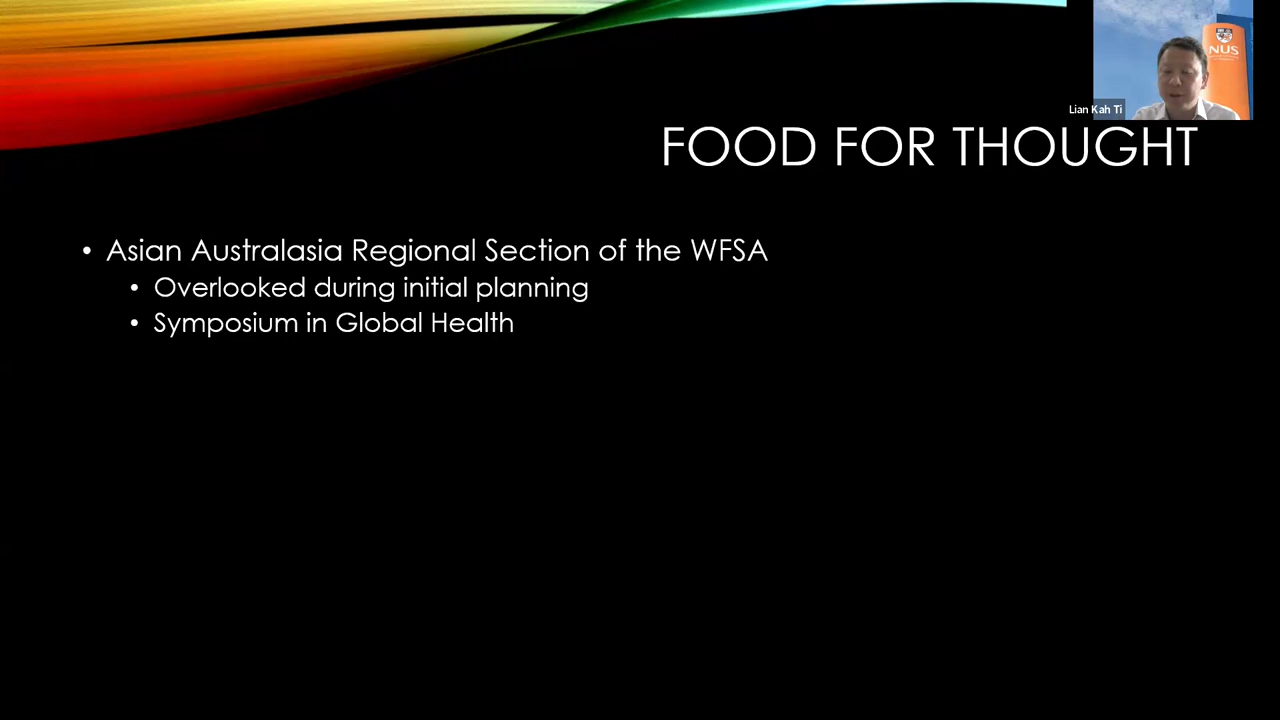 NUS
Lian Kah Ti
FOOD FOR THOUGHT
• Asian Australasia Regional Section of the WFSA
• Overlooked during initial planning
• Symposium in Global Health